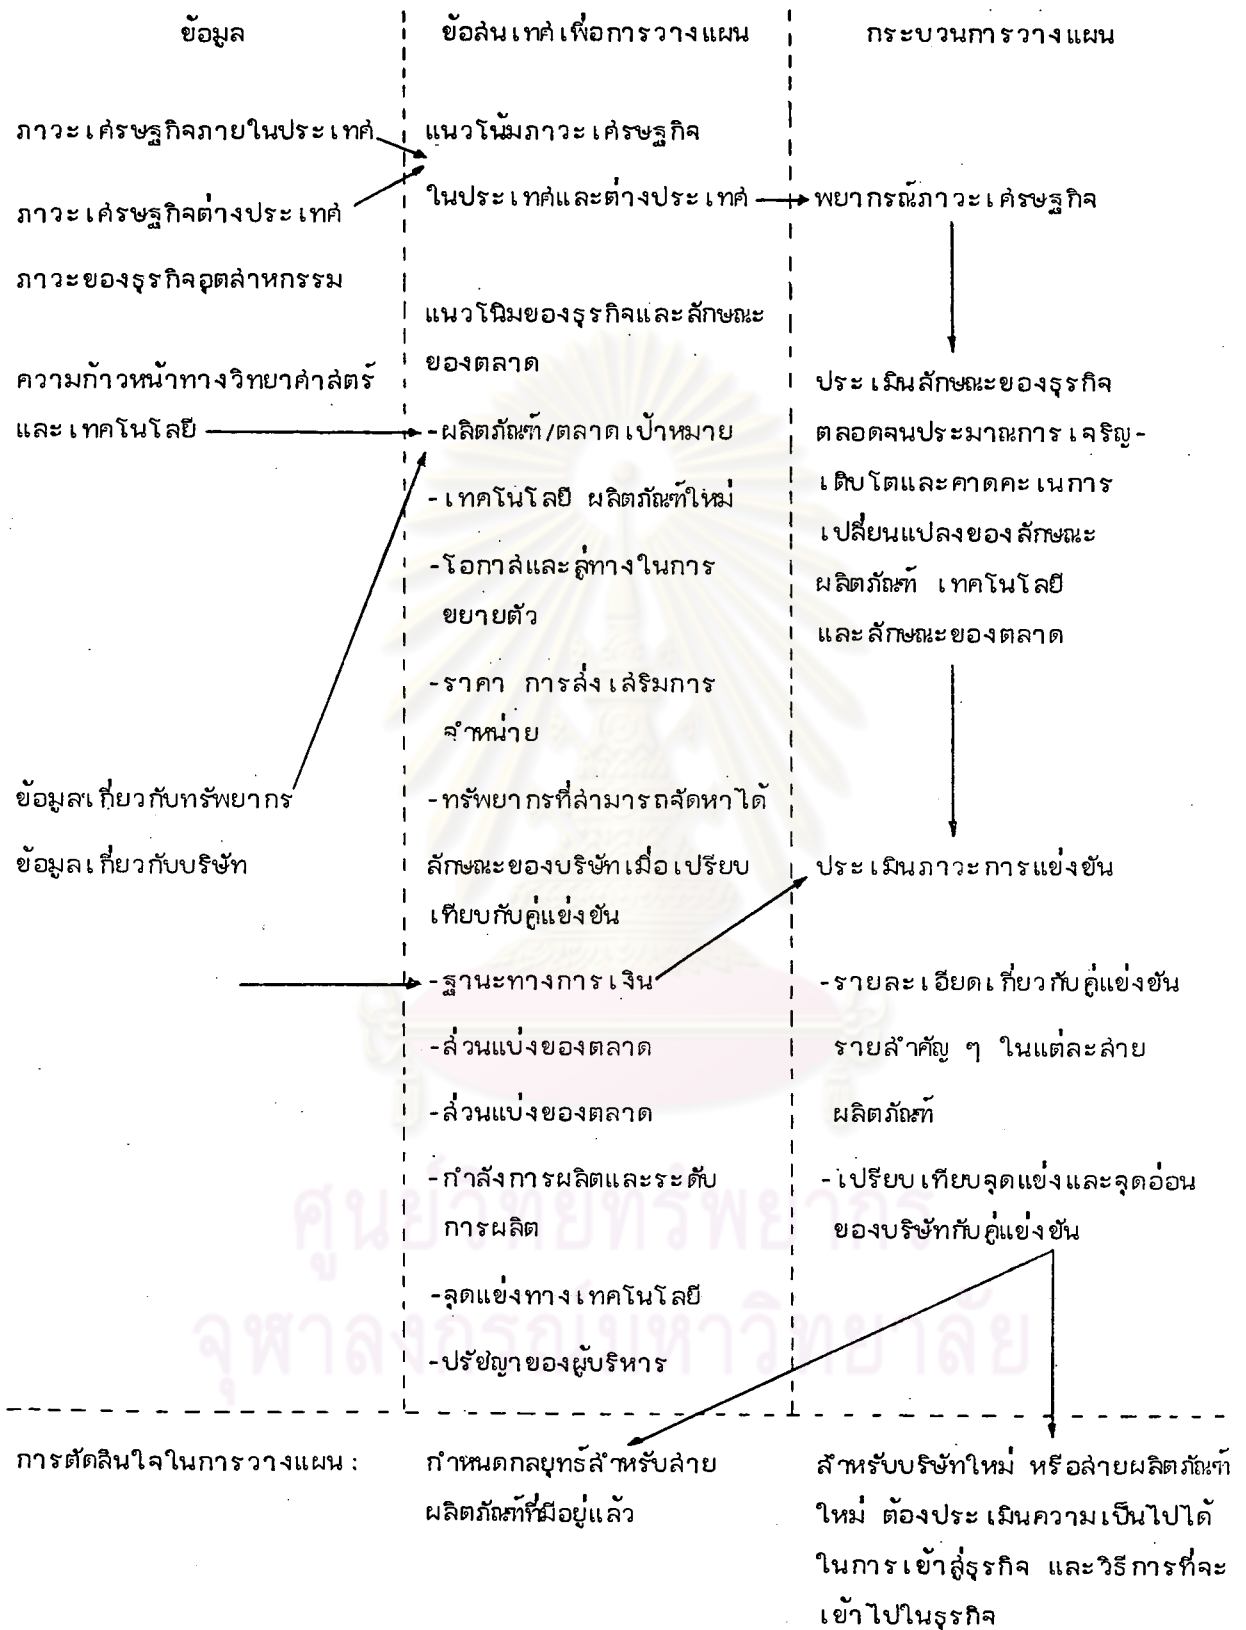 ข้อมูล
ข้อสนเทศเพื่อการวางแผน
กระบวนการวางแผน
ภาวะเศรษฐกิจภายในประเทศ
ภาวะเศรษฐกิจต่างประเทศ
ภาวะของธุรกิจอุตสาหกรรม
ความก้าวหน้าทางวิทยาศาสตร์
และเทคโนโลยี
ข้อมูลเกี่ยวกับทรัพยากร
ข้อมูลเกี่ยวกับบริษัท
แนวโน้มภาวะเศรษฐกิจ
ในประเทศและต่างประเทศ
แนวโน้มของธุรกิจและลักษณะ
ของตลาด
-ผลิตภัณฑ์/ตลาดเป้าหมาย
-เทคโนโลยี ผลิตภัณฑ์ใหม่
-โอกาสและลู่ทางในการ
ขยายตัว
-ราคา การส่งเสริมการ
จำหน่าย
-ทรัพยากรที่สามารถจัดหาได้
ลักษณะของบริษัทเมื่อเปรียบ
เทียบกับคู่แข่งขัน
-ฐานะทางการเงิน
-ส่วนแบ่งของตลาด
-ส่วนแบ่งของตลาด
-กำลังการผลิตและระดับ
การผลิต
-จุดแข่งทางเทคโนโลยี
-ปรัชญาของผู้บริหาร
พยากรณ์ภาวะเศรษฐกิจ
ประเมินลักษณะของธุรกิจ
ตลอดจนประมาณการเจริญ-
เติบโตและคาดคะเนการ
เปลี่ยนแปลงของลักษณะ
ผลิตภัณฑ์ เทคโนโลยี
และลักษณะของตลาด
ประเมินภาวะการแข่งขัน
-รายละเอียดเกี่ยวกับคู่แข่งขัน
รายสำคัญ ๆ ในแต่ละสาย
ผลิตภัณฑ์
-เปรียบเทียบจุดแข่งและจุดอ่อน
ของบริษัทกับคู่แข่งขัน
ศูนย์วิทยทรัพยากร
จุฬาลงกรณ์มหาวิทยาลัย
การตัดสินใจในการวางแผน :
กำหนดกลยุทธ์สำหรับสาย
ผลิตภัณฑ์ที่มีอยู่แล้ว
สำหรับบริษัทใหม่ หรือสายผลิตภัณฑ์
ใหม่ ต้องประเมินความเป็นไปได้
ในการเข้าสู่ธุรกิจ และวิธีการที่จะ
เข้าไปในธุรกิจ